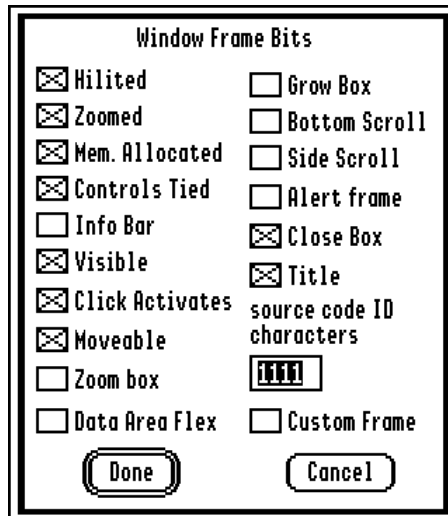 Window Frame Bits
Hilited
Zoomed
Mem. Allocated
Controls Tied
Info Bar
Visible
Click Activates
Moveable
Zoom box
Data Area Flex
Grow Box
Bottom Scroll
Side Scroll
Alert frame
Close Box
Title
source code ID
characters
1111
Custom Frame
Done
Cancel